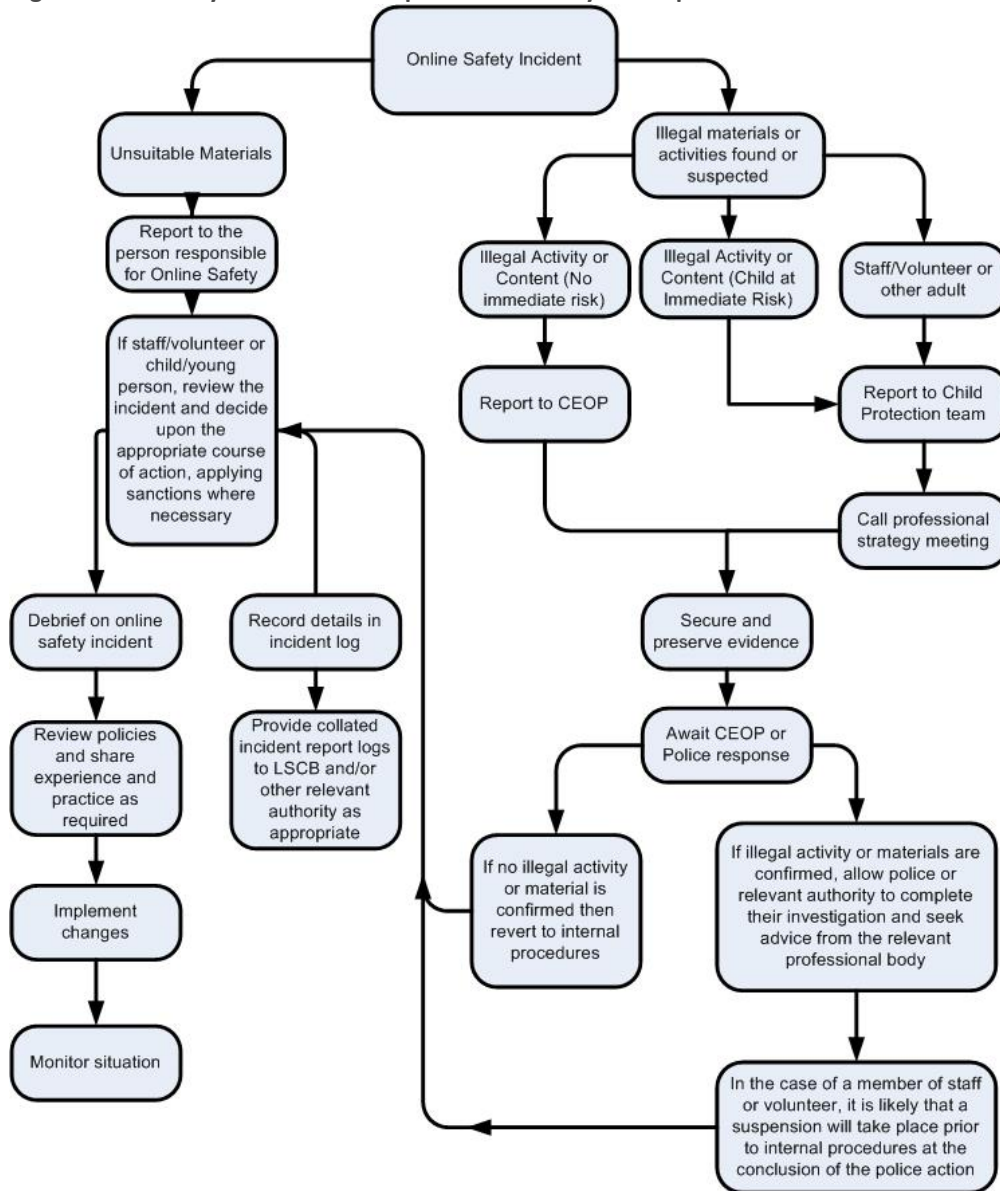 Online Safety Incident
Unsuitable Materials
Report to the
person responsible
for Online Safety
If staff/volunteer or
child/young
person, review the
incident and decide
upon the
appropriate course
of action, applying
sanctions where
necessary
Debrief on online
safety incident
Review policies
and share
experience and
practice as
required
Implement
changes
Monitor situation
Record details in
incident log
Provide collated
incident report logs
to LSCB and/or
other relevant
authority as
appropriate
Illegal materials or
activities found or
suspected
Illegal Activity or
Content (No
immediate risk)
Illegal Activity or
Content (Child at
Immediate Risk)
Staff/Volunteer or
other adult
Report to CEOP
Report to Child
Protection team
Call professional
strategy meeting
Secure and
preserve evidence
Await CEOP or
Police response
If no illegal activity
or material is
confirmed then
revert to internal
procedures
If illegal activity or materials are
confirmed, allow police or
relevant authority to complete
their investigation and seek
advice from the relevant
professional body
In the case of a member of staff
or volunteer, it is likely that a
suspension will take place prior
to internal procedures at the
conclusion of the police action